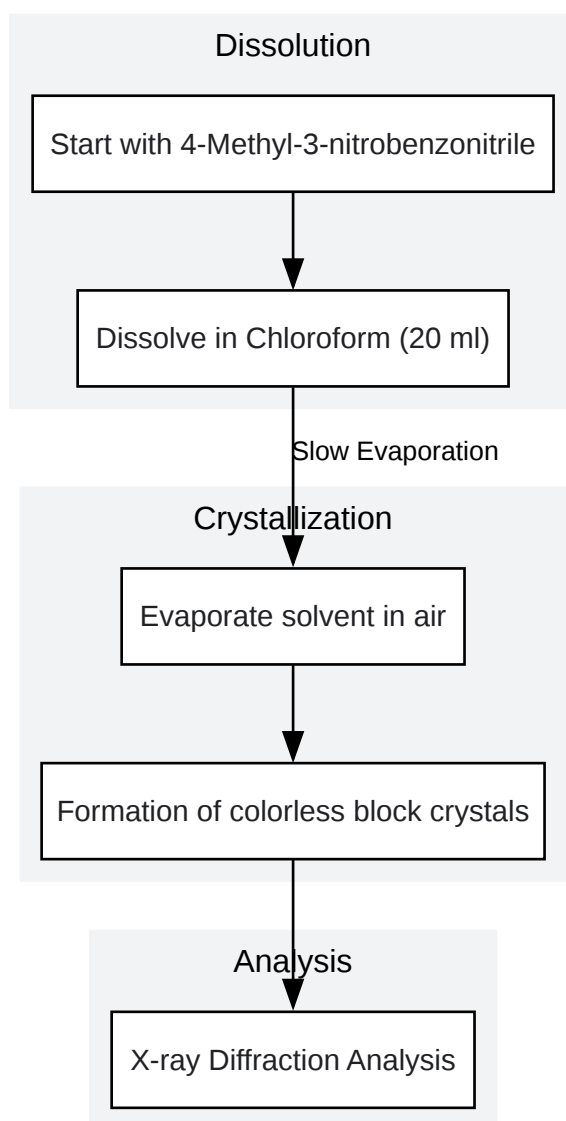 Dissolution
Start with 4-Methyl-3-nitrobenzonitrile
Dissolve in Chloroform (20 ml)
Slow Evaporation
Crystallization
Evaporate solvent in air
Formation of colorless block crystals
Analysis
X-ray Diffraction Analysis